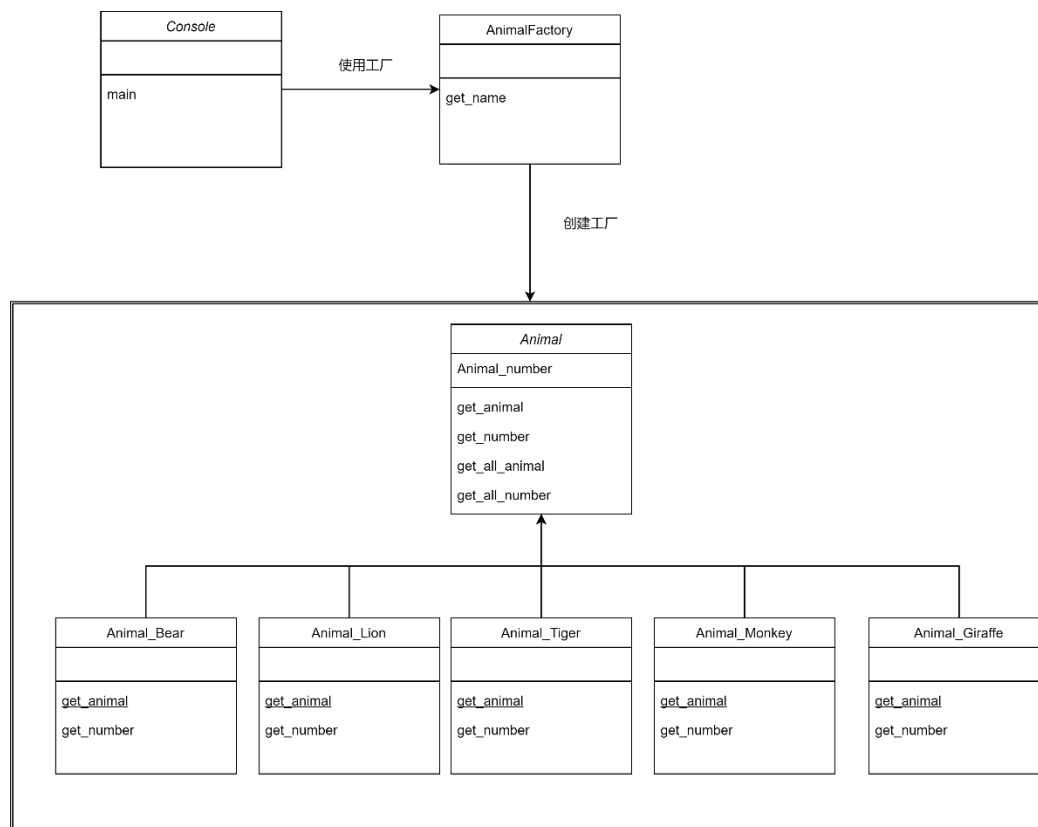 Console
main
使用工厂
AnimalFactory
get_name
创建工厂
Animal
Animal_number
get_animal
get_number
get_all_animal
get_all_number
Animal_Bear
get_animal
get_number
Animal_Lion
get_animal
get_number
Animal_Tiger
get_animal
get_number
Animal_Monkey
get_animal
get_number
Animal_Giraffe
get_animal
get_number